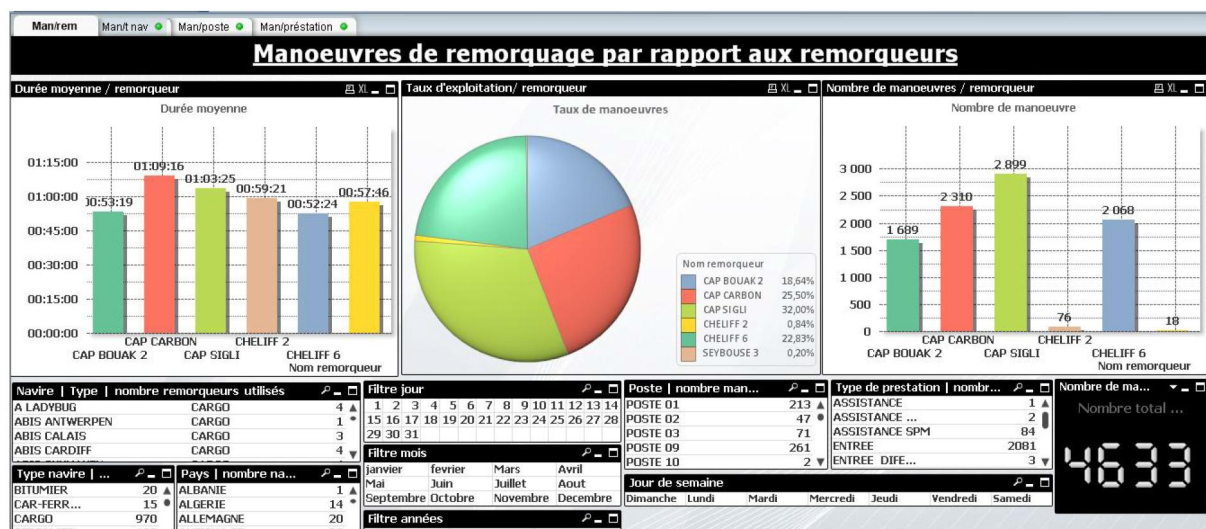 Man/rem Man/t nav Man/poste Man/préstation
Manoeuvres de remorquage par rapport aux remorqueurs
Durée moyenne / remorqueur XL
Durée moyenne
01:15:00
01:00:00
00:45:00
00:30:00
00:15:00
00:00:00
00:53:19
01:09:16
01:03:25
00:59:21
00:52:24
00:57:46
CAP CARBON CHELIFF 2
CAP BOUAK 2 CAP SIGLI CHELIFF 6
Nom remorqueur
Taux d'exploitation/ remorqueur XL
Taux de manoeuvres
Nom remorqueur
CAP BOUAK 2 18,64%
CAP CARBON 25,50%
CAP SIGLI 32,00%
CHELIFF 2 0,84%
CHELIFF 6 22,83%
SEYBOUSE 3 0,20%
Nombre de manoeuvres / remorqueur XL
Nombre de manoeuvre
3 000
2 500
2 000
1 500
1 000
500
0
1 689
2 310
2 899
76
2 068
18
CAP CARBON CHELIFF 2
CAP BOUAK 2 CAP SIGLI CHELIFF 6
Nom remorqueur
Navire | Type | nombre remorqueurs utilisés
A LADYBUG CARGO 4
ABIS ANTWERPEN CARGO 1
ABIS CALAIS CARGO 3
ABIS CARDIFF CARGO 4
Filtre jour
1 2 3 4 5 6 7 8 9 10 11 12 13 14
15 16 17 18 19 20 21 22 23 24 25 26 27 28
29 30 31
Filtre mois
janvier fevrier Mars Avril
Mai Juin Juillet Aout
Septembre Octobre Novembre Decembre
Filtre années
Poste | nombre man...
POSTE 01 213
POSTE 02 47
POSTE 03 71
POSTE 09 261
POSTE 10 2
Type de prestation | nombr...
ASSISTANCE 1
ASSISTANCE ... 2
ASSISTANCE SPM 84
ENTREE 2081
ENTREE DIFE... 3
Nombre de ma...
Nombre total ...
4633
Type navire | ...
BITUMIER 20
CAR-FERR... 15
CARGO 970
Pays | nombre na...
ALBANIE 1
ALGERIE 14
ALLEMAGNE 20
Jour de semaine
Dimanche Lundi Mardi Mercredi Jeudi Vendredi Samedi